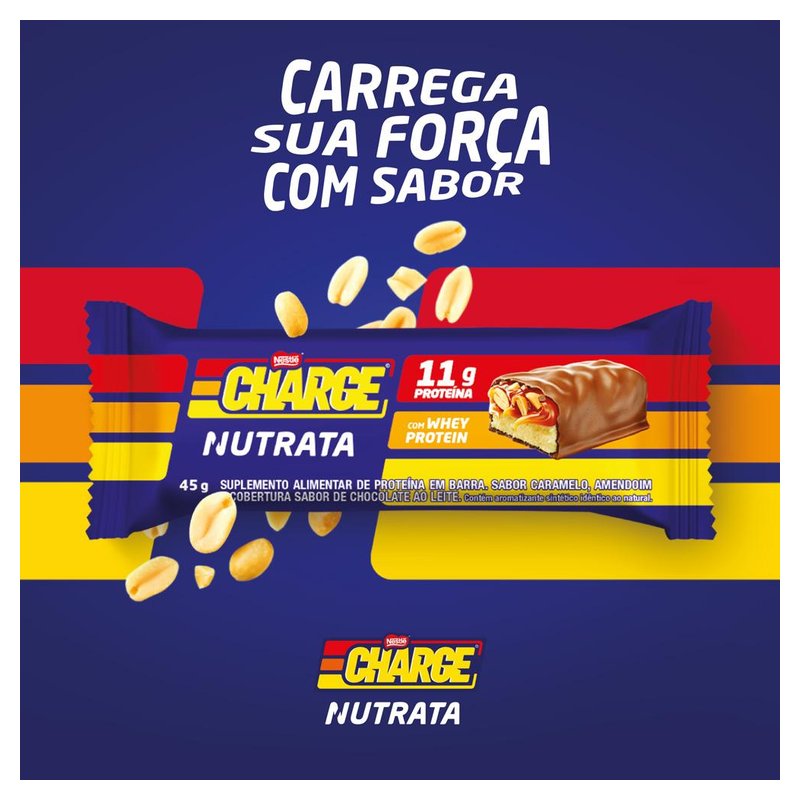 CARREGA
SUA FORÇA
COM SABOR
Nestlé
CHARGE
NUTRATA
11g
PROTEÍNA
COM WHEY
PROTEIN
45 g
SUPLEMENTO ALIMENTAR DE PROTEÍNA EM BARRA. SABOR CARAMELO, AMENDOIM
COBERTURA SABOR DE CHOCOLATE AO LEITE. Contém aromatizante sintético idêntico ao natural.
Nestlé
CHARGE
NUTRATA